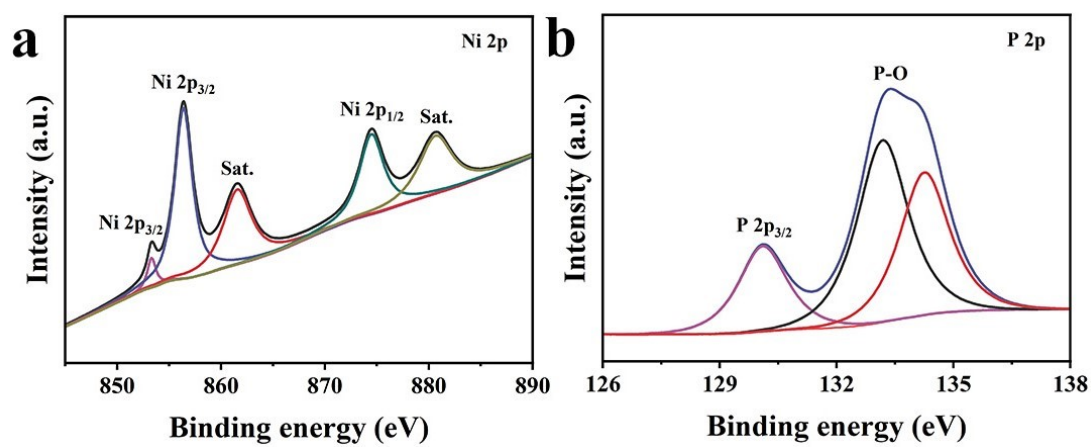 a
Ni 2p
Ni 2p3/2
Ni 2p3/2
Sat.
Ni 2p1/2
Sat.
Intensity (a.u.)
850 860 870 880 890
Binding energy (eV)
b
P 2p
P-O
P 2p3/2
Intensity (a.u.)
126 129 132 135 138
Binding energy (eV)